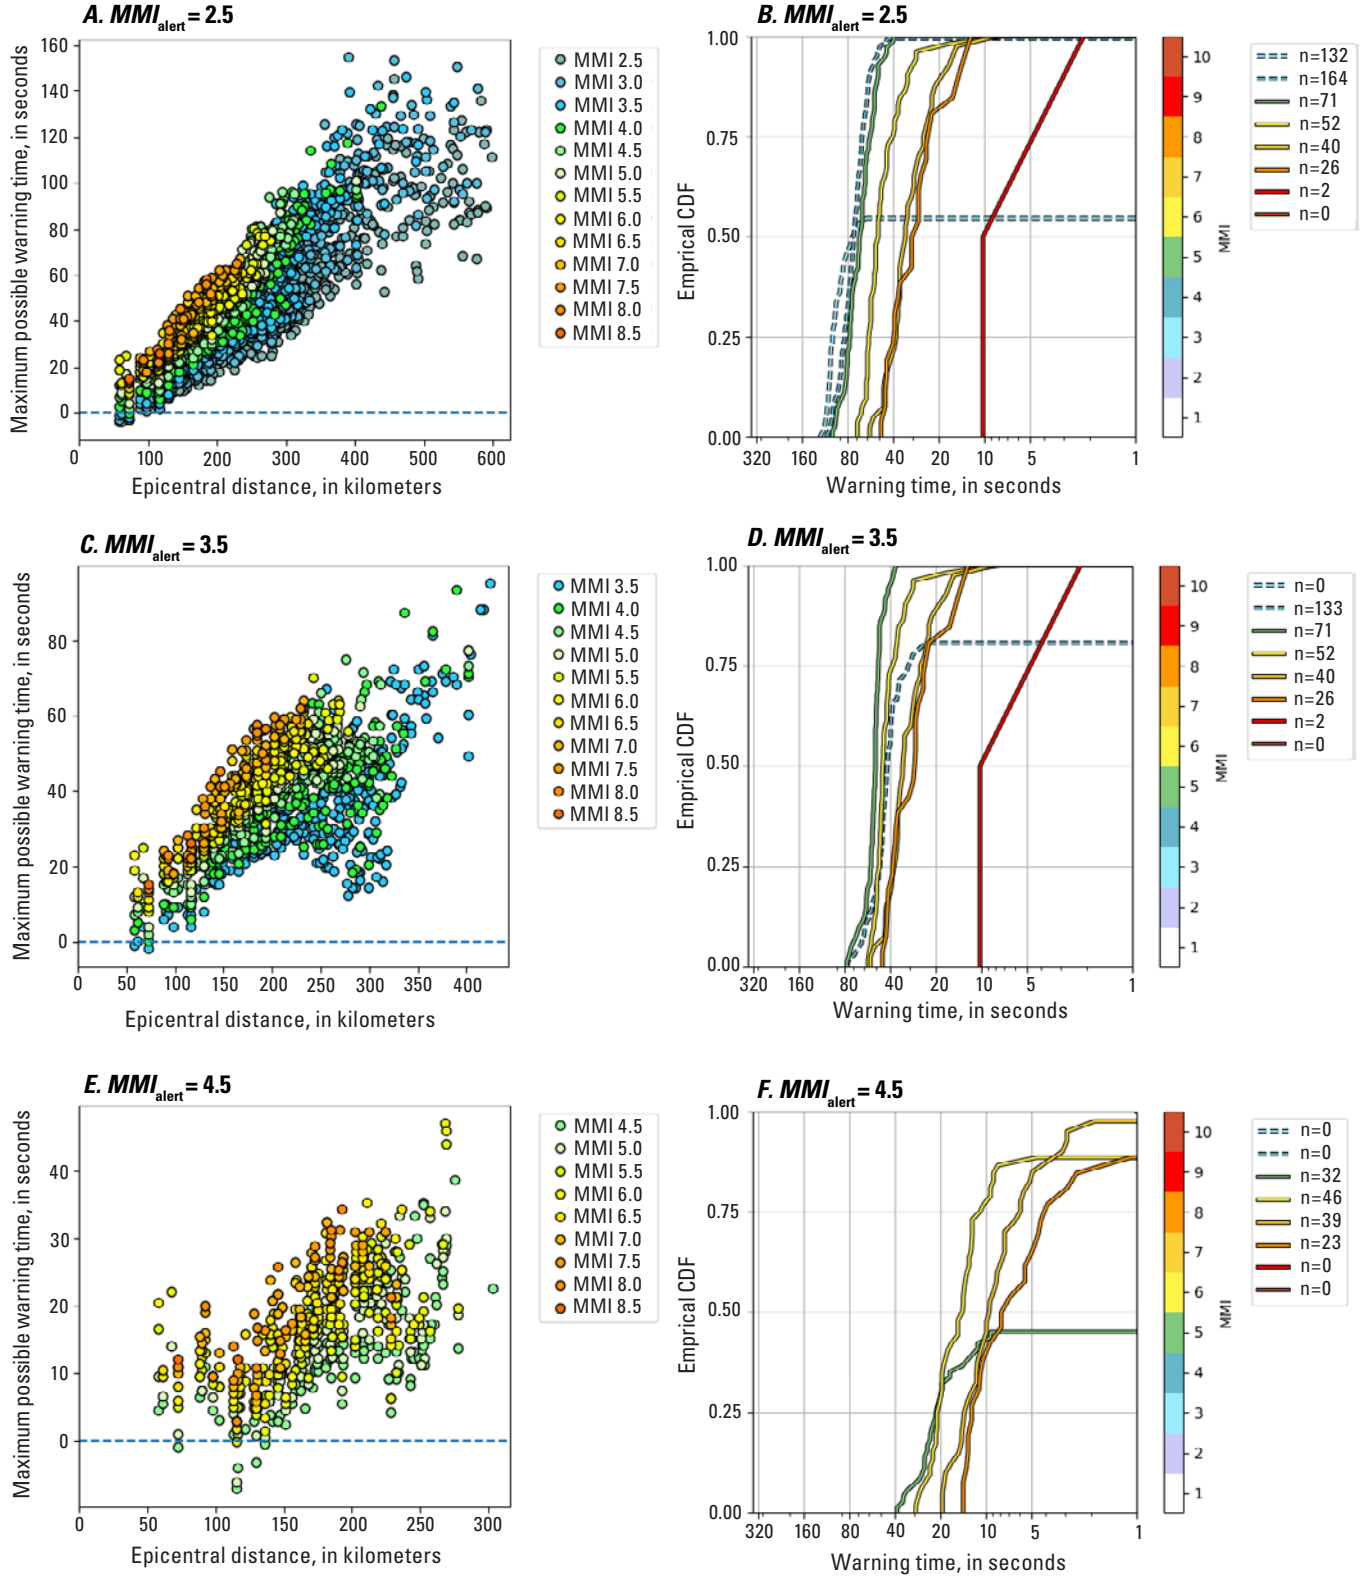 A. MMIalert = 2.5
Maximum possible warning time, in seconds
160
140
120
100
80
60
40
20
0
0 100 200 300 400 500 600
Epicentral distance, in kilometers
MMI 2.5
MMI 3.0
MMI 3.5
MMI 4.0
MMI 4.5
MMI 5.0
MMI 5.5
MMI 6.0
MMI 6.5
MMI 7.0
MMI 7.5
MMI 8.0
MMI 8.5
B. MMIalert = 2.5
Emprical CDF
1.00
0.75
0.50
0.25
0.00
320 160 80 40 20 10 5 1
Warning time, in seconds
10
9
8
7
6
5
4
3
2
1
MMI
n=132
n=164
n=71
n=52
n=40
n=26
n=2
n=0
C. MMIalert = 3.5
Maximum possible warning time, in seconds
80
60
40
20
0
0 50 100 150 200 250 300 350 400
Epicentral distance, in kilometers
MMI 3.5
MMI 4.0
MMI 4.5
MMI 5.0
MMI 5.5
MMI 6.0
MMI 6.5
MMI 7.0
MMI 7.5
MMI 8.0
MMI 8.5
D. MMIalert = 3.5
Emprical CDF
1.00
0.75
0.50
0.25
0.00
320 160 80 40 20 10 5 1
Warning time, in seconds
10
9
8
7
6
5
4
3
2
1
MMI
n=0
n=133
n=71
n=52
n=40
n=26
n=2
n=0
E. MMIalert = 4.5
Maximum possible warning time, in seconds
40
30
20
10
0
0 50 100 150 200 250 300
Epicentral distance, in kilometers
MMI 4.5
MMI 5.0
MMI 5.5
MMI 6.0
MMI 6.5
MMI 7.0
MMI 7.5
MMI 8.0
MMI 8.5
F. MMIalert = 4.5
Emprical CDF
1.00
0.75
0.50
0.25
0.00
320 160 80 40 20 10 5 1
Warning time, in seconds
10
9
8
7
6
5
4
3
2
1
MMI
n=0
n=0
n=32
n=46
n=39
n=23
n=0
n=0